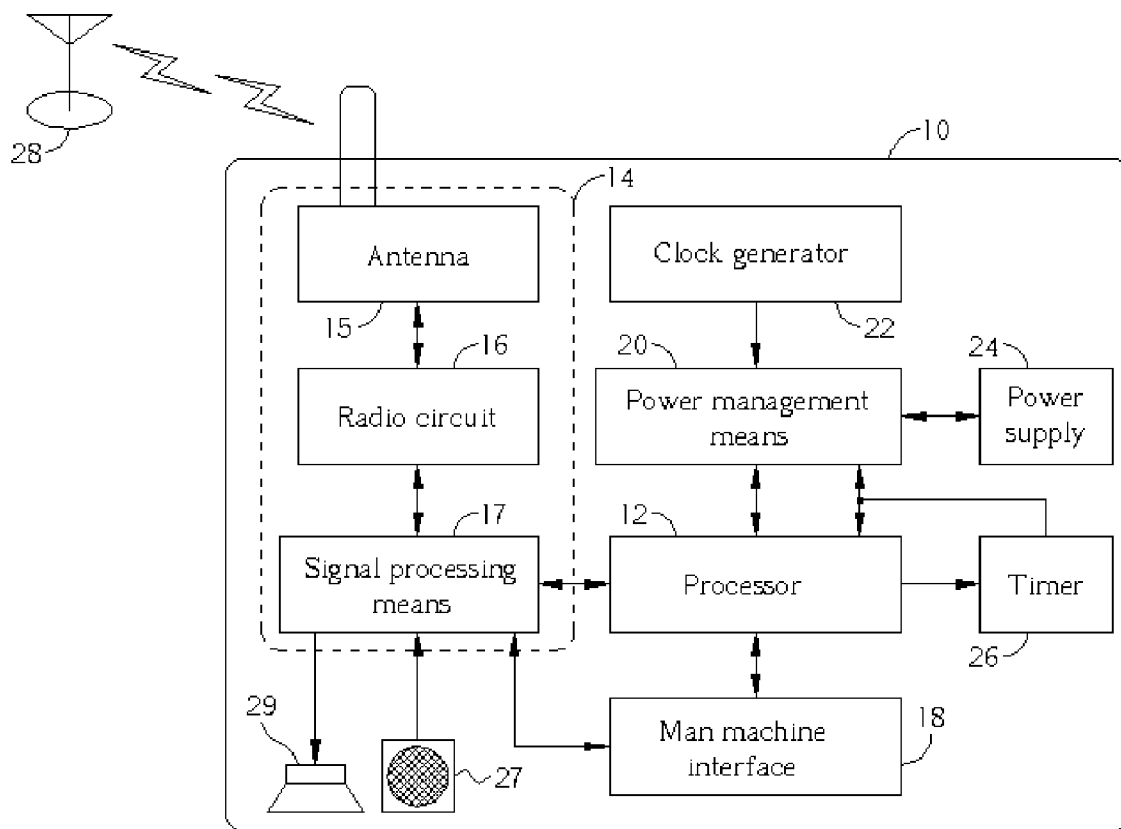 28
10
14
Antenna
15
Clock generator
22
16
Radio circuit
20
Power management
means
24
Power
supply
17
Signal processing
means
12
Processor
Timer
26
29
27
Man machine
interface
18